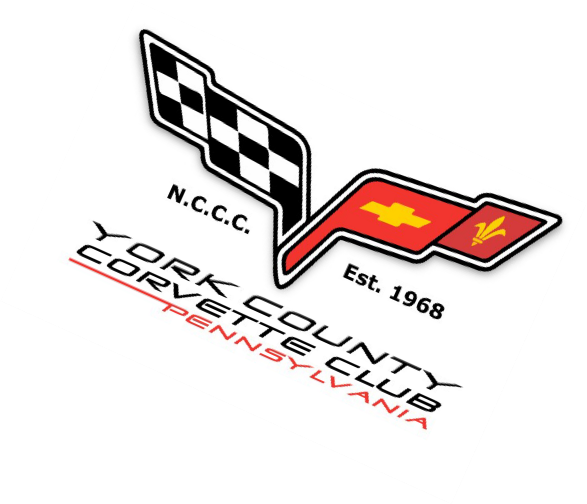 N.C.C.C.
Est. 1968
YORK COUNTY
CORVETTE CLUB
PENNSYLVANIA